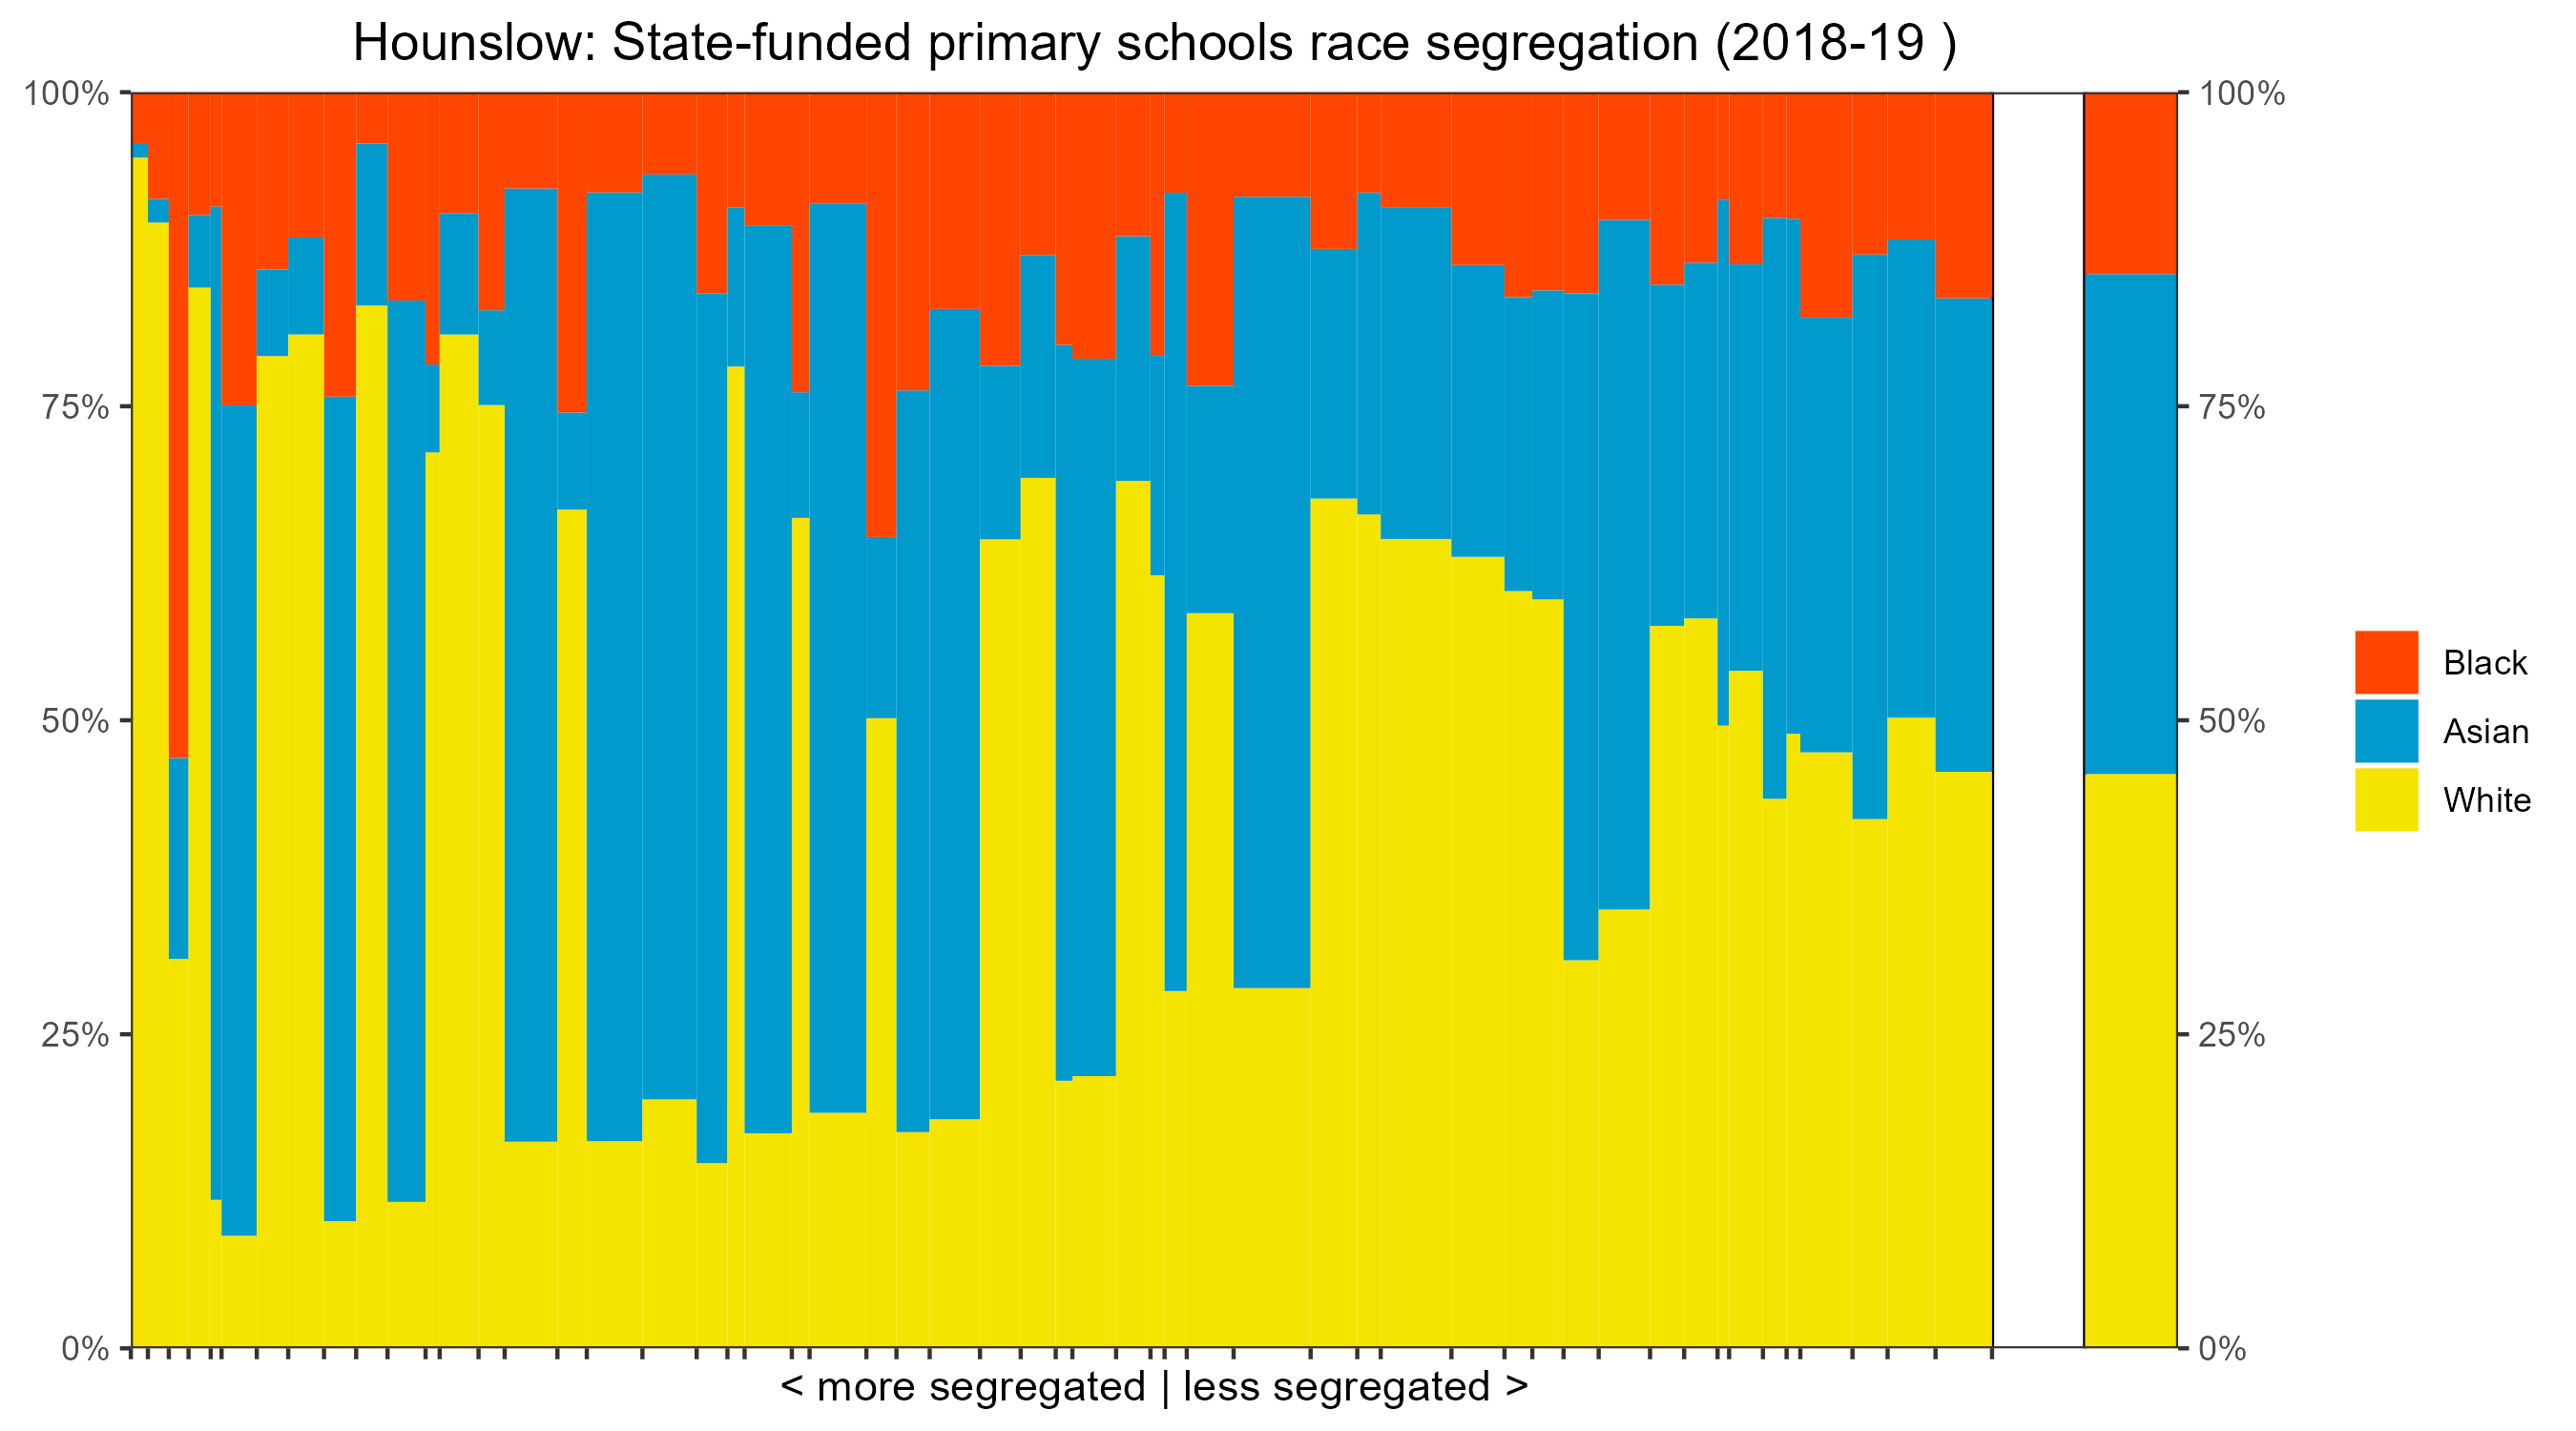 Hounslow: State-funded primary schools race segregation (2018-19 )
100%
75%
50%
25%
0%
100%
75%
50%
25%
0%
Black
Asian
White
< more segregated | less segregated >